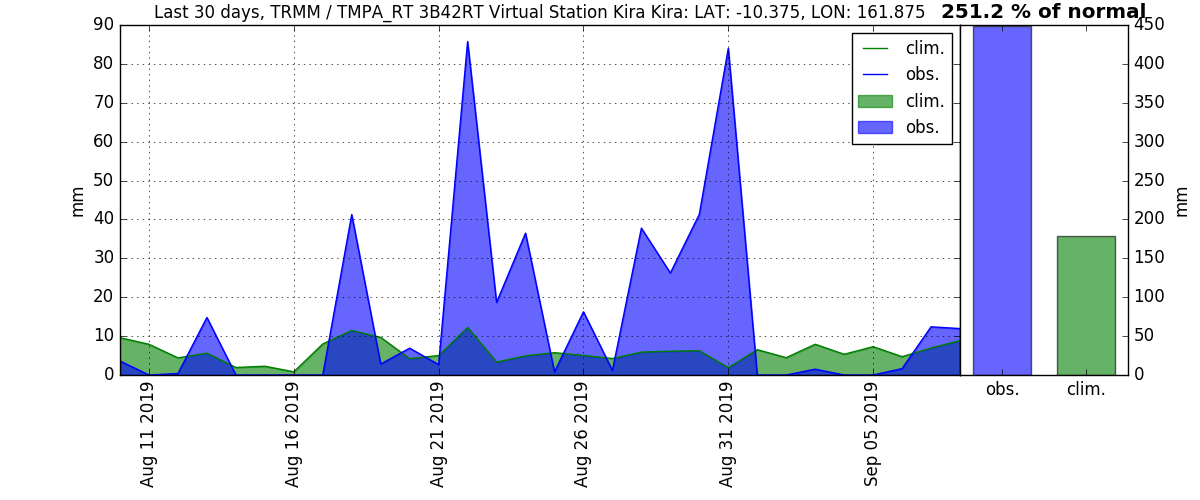 Last 30 days, TRMM / TMPA_RT 3B42RT Virtual Station Kira Kira: LAT: -10.375, LON: 161.875 251.2 % of normal
90
80
70
60
50
40
30
20
10
0
mm
clim.
obs.
clim.
obs.
Aug 11 2019
Aug 16 2019
Aug 21 2019
Aug 26 2019
Aug 31 2019
Sep 05 2019
450
400
350
300
250
200
150
100
50
0
mm
obs. clim.